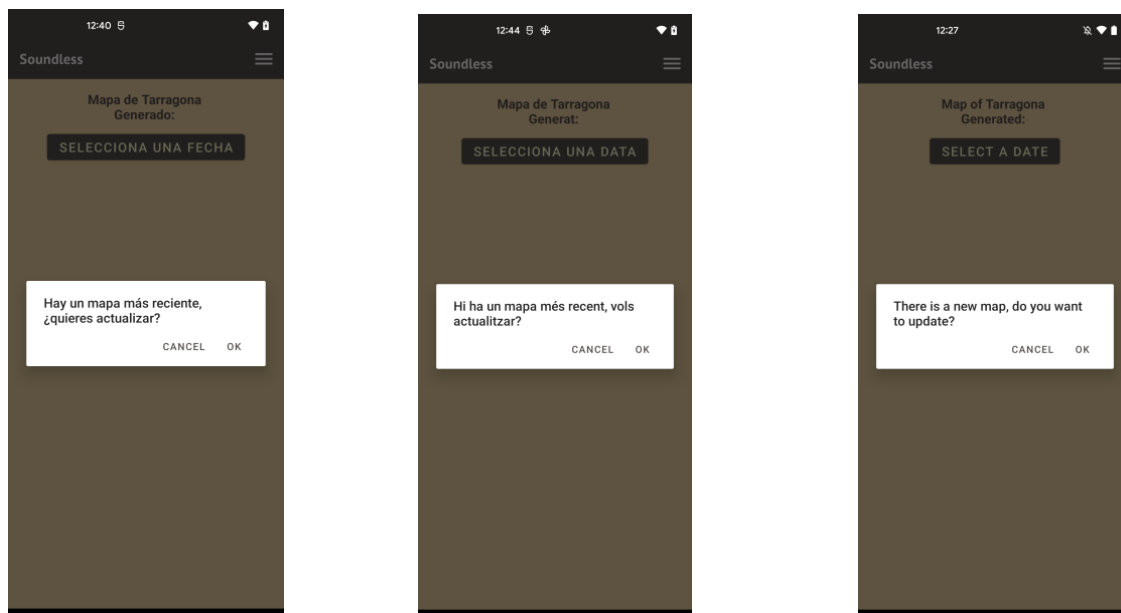 12:40
Soundless
Mapa de Tarragona
Generado:
SELECCIONA UNA FECHA
Hay un mapa más reciente,
¿quieres actualizar?
CANCEL OK
12:44
Soundless
Mapa de Tarragona
Generat:
SELECCIONA UNA DATA
Hi ha un mapa més recent, vols
actualitzar?
CANCEL OK
12:27
Soundless
Map of Tarragona
Generated:
SELECT A DATE
There is a new map, do you want
to update?
CANCEL OK